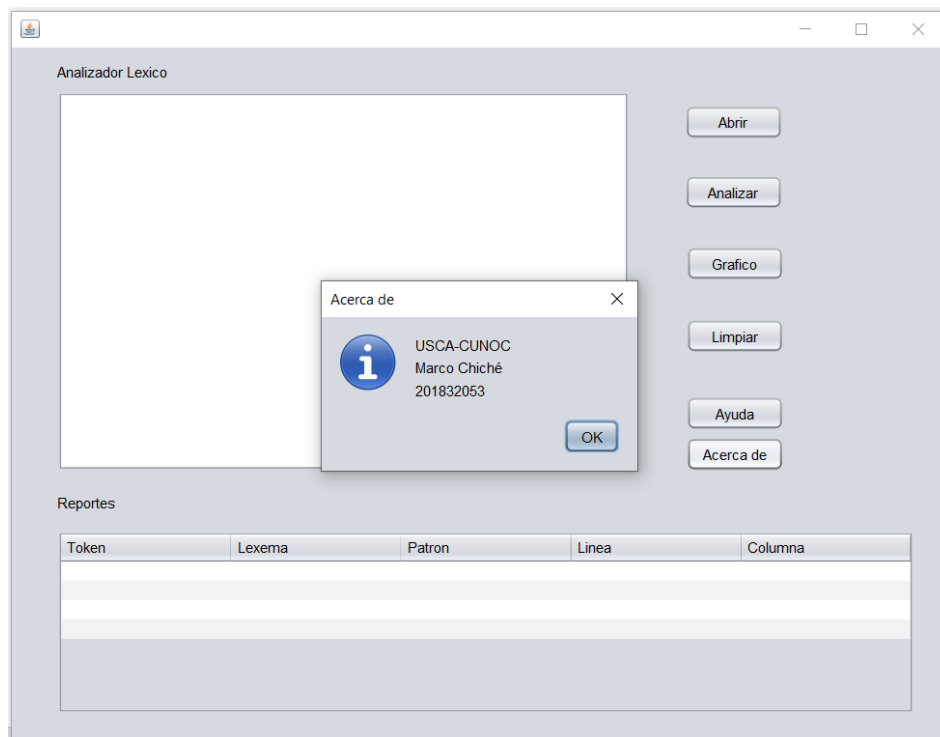 Analizador Lexico
Abrir
Analizar
Grafico
Limpiar
Ayuda
Acerca de
Acerca de
USCA-CUNOC
Marco Chiché
201832053
OK
Reportes
Token Lexema Patron Linea Columna